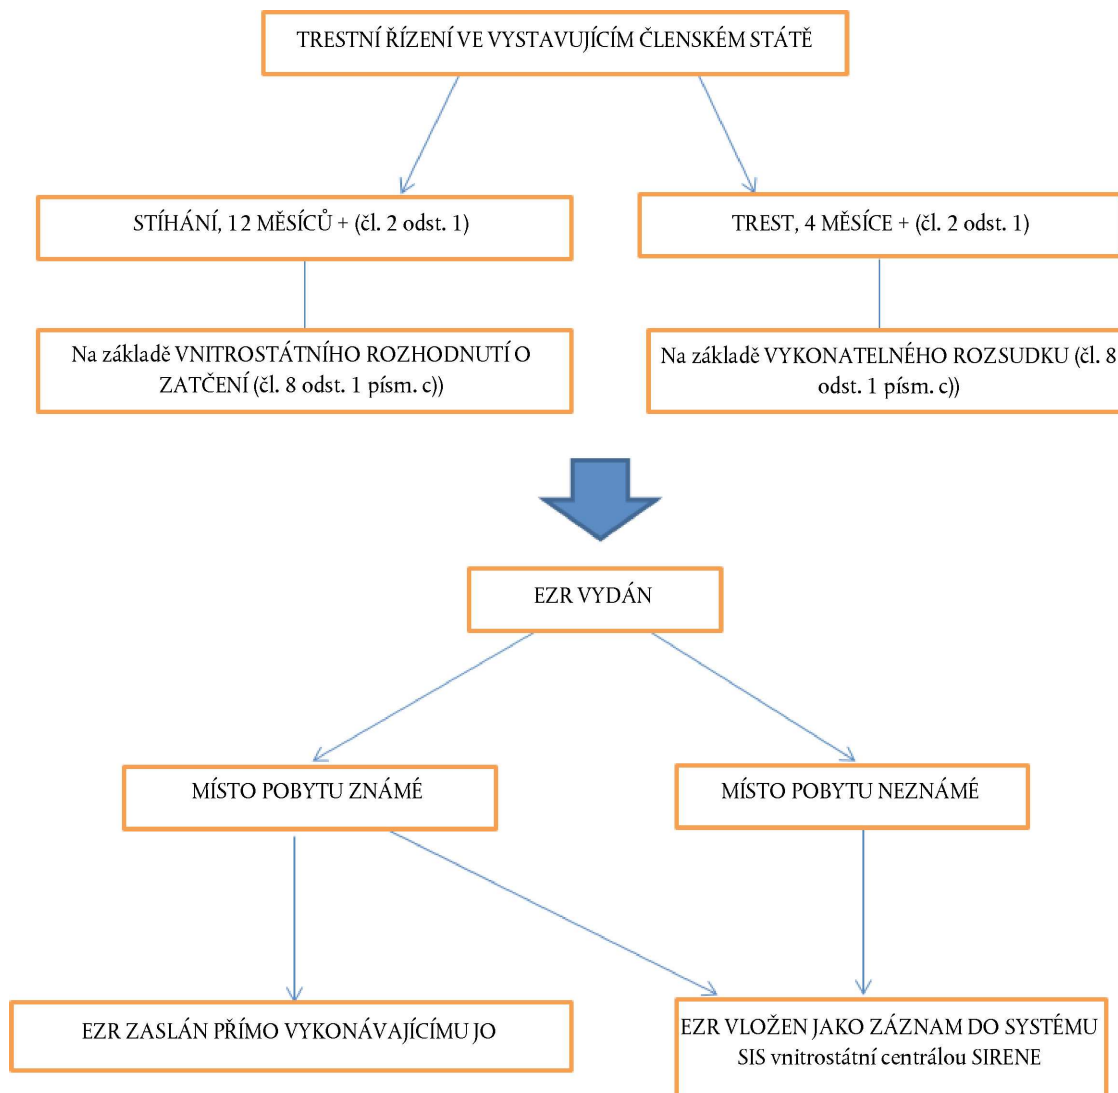 TRESTNÍ ŘÍZENÍ VE VYSTAVUJÍCÍM ČLENSKÉM STÁTĚ
STÍHÁNÍ, 12 MĚSÍCŮ + (čl. 2 odst. 1)
TREST, 4 MĚSÍCE + (čl. 2 odst. 1)
Na základě VNITROSTÁTNÍHO ROZHODNUTÍ O
ZATČENÍ (čl. 8 odst. 1 písm. c))
Na základě VYKONATELNÉHO ROZSUDKU (čl. 8
odst. 1 písm. c))
EZR VYDÁN
MÍSTO POBYTU ZNÁMÉ
MÍSTO POBYTU NEZNÁMÉ
EZR ZASLÁN PŘÍMO VYKONÁVAJÍCÍMU JO
EZR VLOŽEN JAKO ZÁZNAM DO SYSTÉMU
SIS vnitrostátní centrálou SIRENE